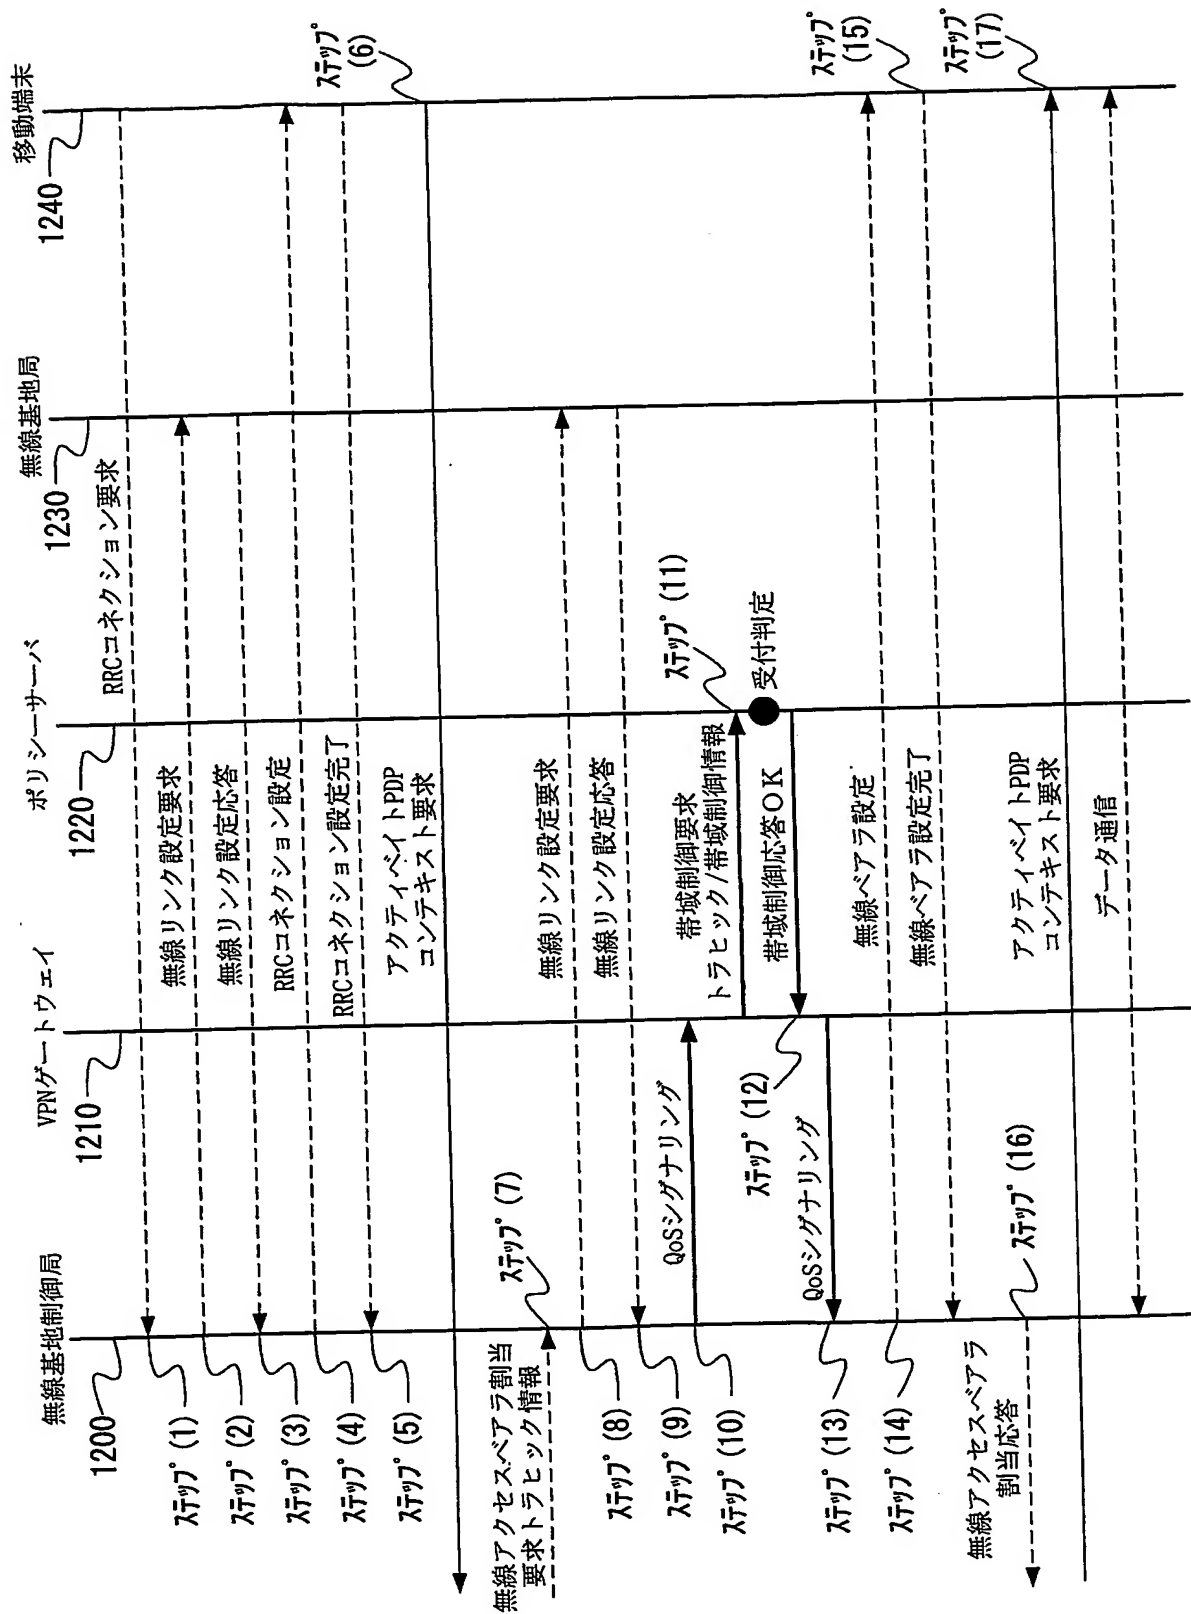 無線基地制御局
VPNゲートウェイ
ポリシーサーバ
無線基地局
移動端末
1200
1210
1220
1230
1240
RRCコネクション要求
ステップ (1)
無線リンク設定要求
ステップ (2)
無線リンク設定応答
ステップ (3)
RRCコネクション設定
ステップ (4)
RRCコネクション設定完了
ステップ (5)
ステップ (6)
アクティベイトPDP
コンテキスト要求
無線アクセスベアラ割当
要求トラヒック情報
ステップ (7)
無線リンク設定要求
ステップ (8)
無線リンク設定応答
ステップ (9)
QoSシグナリング
ステップ (10)
帯域制御要求
トラヒック/帯域制御情報
ステップ (11)
受付判定
帯域制御応答OK
ステップ (12)
QoSシグナリング
ステップ (13)
無線ベアラ設定
ステップ (14)
ステップ (15)
無線ベアラ設定完了
無線アクセスベアラ
割当応答
ステップ (16)
アクティベイトPDP
コンテキスト要求
ステップ (17)
データ通信